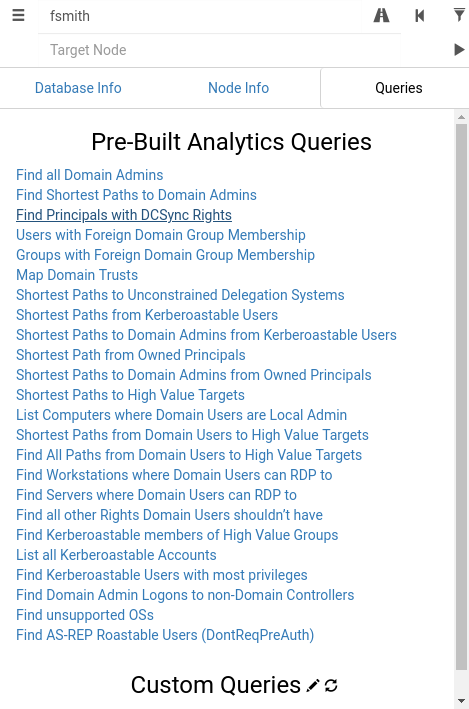 fsmith
Target Node
Database Info Node Info Queries
Pre-Built Analytics Queries
Find all Domain Admins
Find Shortest Paths to Domain Admins
Find Principals with DCSync Rights
Users with Foreign Domain Group Membership
Groups with Foreign Domain Group Membership
Map Domain Trusts
Shortest Paths to Unconstrained Delegation Systems
Shortest Paths from Kerberoastable Users
Shortest Paths to Domain Admins from Kerberoastable Users
Shortest Path from Owned Principals
Shortest Paths to Domain Admins from Owned Principals
Shortest Paths to High Value Targets
List Computers where Domain Users are Local Admin
Shortest Paths from Domain Users to High Value Targets
Find All Paths from Domain Users to High Value Targets
Find Workstations where Domain Users can RDP to
Find Servers where Domain Users can RDP to
Find all other Rights Domain Users shouldn’t have
Find Kerberoastable members of High Value Groups
List all Kerberoastable Accounts
Find Kerberoastable Users with most privileges
Find Domain Admin Logons to non-Domain Controllers
Find unsupported OSs
Find AS-REP Roastable Users (DontReqPreAuth)
Custom Queries